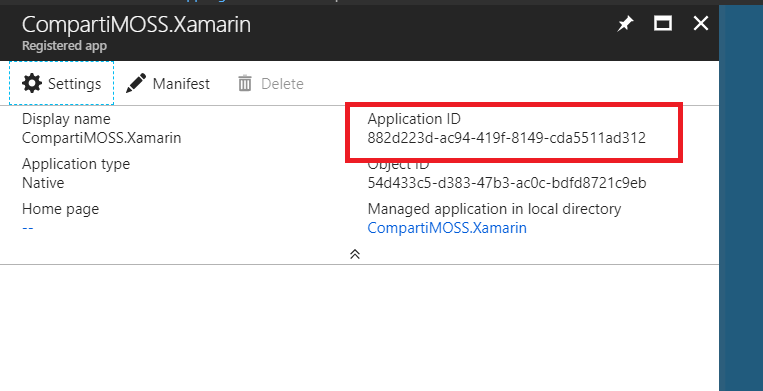 CompartiMOSS.Xamarin
Registered app
Settings
Manifest
Delete
Display name
CompartiMOSS.Xamarin
Application ID
882d223d-ac94-419f-8149-cda5511ad312
Application type
Native
Object ID
54d433c5-d383-47b3-ac0c-bdfd8721c9eb
Home page
--
Managed application in local directory
CompartiMOSS.Xamarin